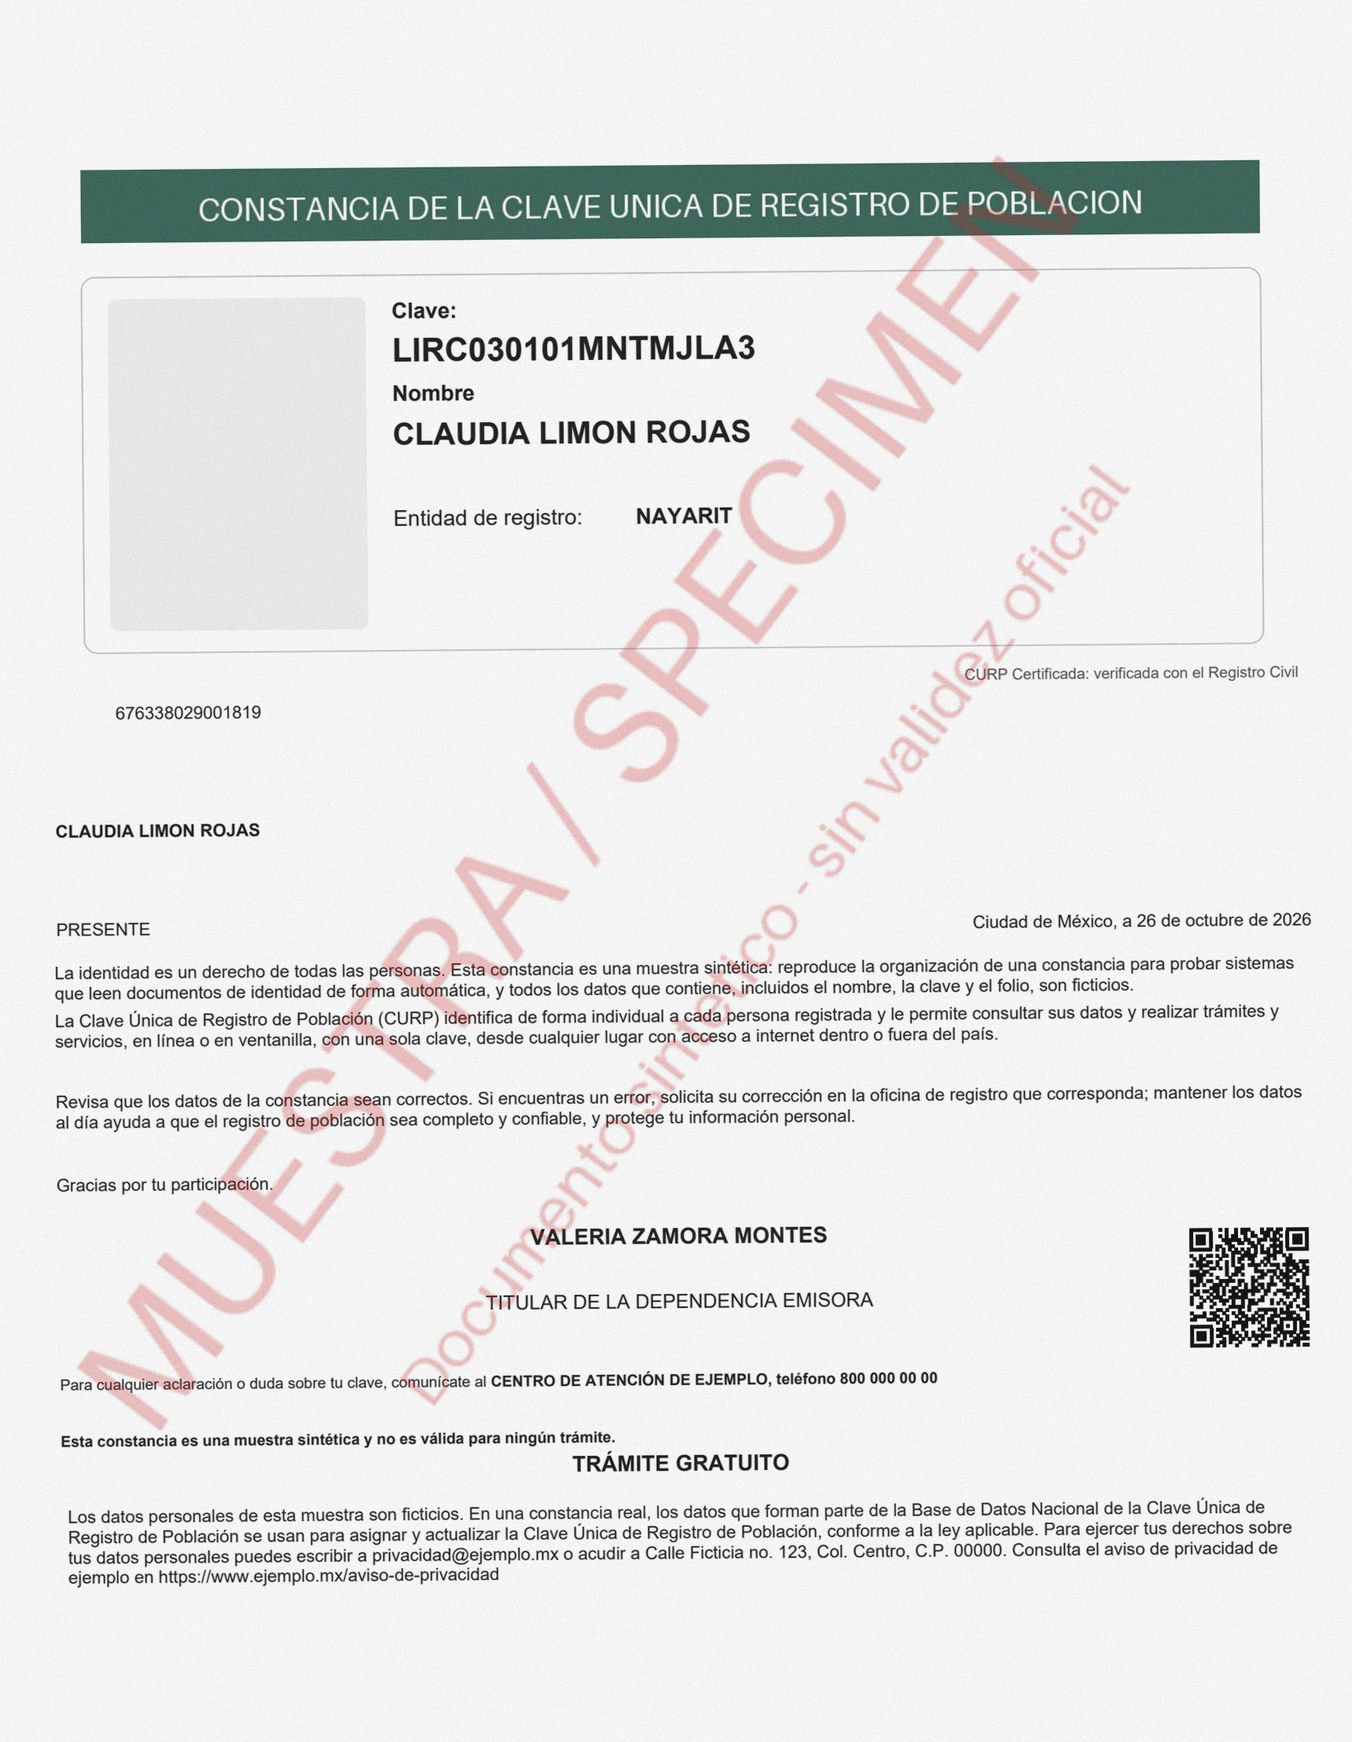 CONSTANCIA DE LA CLAVE UNICA DE REGISTRO DE POBLACION
Clave:
LIRC030101MNTMJLA3
Nombre
CLAUDIA LIMON ROJAS
Entidad de registro: NAYARIT
CURP Certificada: verificada con el Registro Civil
676338029001819
CLAUDIA LIMON ROJAS
PRESENTE
Ciudad de México, a 26 de octubre de 2026
La identidad es un derecho de todas las personas. Esta constancia es una muestra sintética: reproduce la organización de una constancia para probar sistemas
que leen documentos de identidad de forma automática, y todos los datos que contiene, incluidos el nombre, la clave y el folio, son ficticios.
La Clave Única de Registro de Población (CURP) identifica de forma individual a cada persona registrada y le permite consultar sus datos y realizar trámites y
servicios, en línea o en ventanilla, con una sola clave, desde cualquier lugar con acceso a internet dentro o fuera del país.
Revisa que los datos de la constancia sean correctos. Si encuentras un error, solicita su corrección en la oficina de registro que corresponda; mantener los datos
al día ayuda a que el registro de población sea completo y confiable, y protege tu información personal.
Gracias por tu participación.
VALERIA ZAMORA MONTES
TITULAR DE LA DEPENDENCIA EMISORA
Para cualquier aclaración o duda sobre tu clave, comunícate al CENTRO DE ATENCIÓN DE EJEMPLO, teléfono 800 000 00 00
Esta constancia es una muestra sintética y no es válida para ningún trámite.
TRÁMITE GRATUITO
Los datos personales de esta muestra son ficticios. En una constancia real, los datos que forman parte de la Base de Datos Nacional de la Clave Única de
Registro de Población se usan para asignar y actualizar la Clave Única de Registro de Población, conforme a la ley aplicable. Para ejercer tus derechos sobre
tus datos personales puedes escribir a privacidad@ejemplo.mx o acudir a Calle Ficticia no. 123, Col. Centro, C.P. 00000. Consulta el aviso de privacidad de
ejemplo en https://www.ejemplo.mx/aviso-de-privacidad
MUESTRA / SPECIMEN
Documento sintetico - sin validez oficial